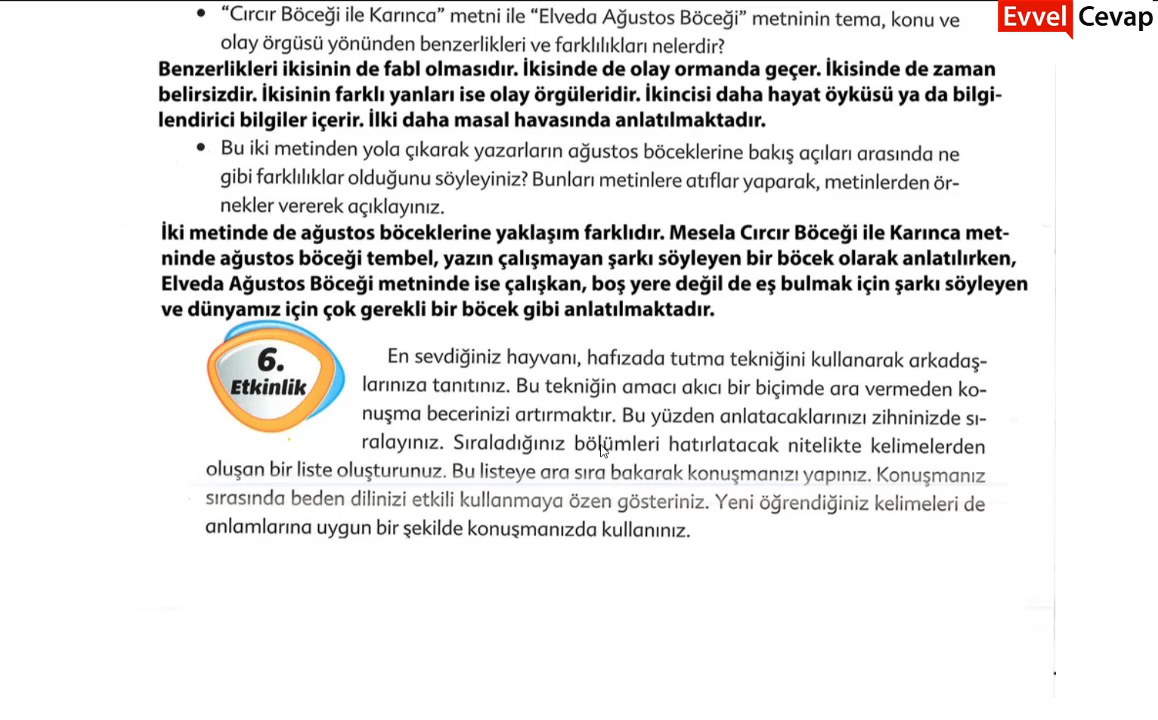 Evvel Cevap
• “Cırcır Böceği ile Karınca” metni ile “Elveda Ağustos Böceği” metninin tema, konu ve
olay örgüsü yönünden benzerlikleri ve farklılıkları nelerdir?
Benzerlikleri ikisinin de fabl olmasıdır. İkisinde de olay ormanda geçer. İkisinde de zaman
belirsizdir. İkisinin farklı yanları ise olay örgüleridir. İkincisi daha hayat öyküsü ya da bilgi-
lendirici bilgiler içerir. İlki daha masal havasında anlatılmaktadır.
• Bu iki metinden yola çıkarak yazarların ağustos böceklerine bakış açıları arasında ne
gibi farklılıklar olduğunu söyleyiniz? Bunları metinlere atıflar yaparak, metinlerden ör-
nekler vererek açıklayınız.
İki metinde de ağustos böceklerine yaklaşım farklıdır. Mesela Cırcır Böceği ile Karınca met-
ninde ağustos böceği tembel, yazın çalışmayan şarkı söyleyen bir böcek olarak anlatılırken,
Elveda Ağustos Böceği metninde ise çalışkan, boş yere değil de eş bulmak için şarkı söyleyen
ve dünyamız için çok gerekli bir böcek gibi anlatılmaktadır.
6.
Etkinlik
En sevdiğiniz hayvanı, hafızada tutma tekniğini kullanarak arkadaş-
larınıza tanıtınız. Bu tekniğin amacı akıcı bir biçimde ara vermeden ko-
nuşma becerinizi artırmaktır. Bu yüzden anlatacaklarınızı zihninizde sı-
ralayınız. Sıraladığınız bölümleri hatırlatacak nitelikte kelimelerden
oluşan bir liste oluşturunuz. Bu listeye ara sıra bakarak konuşmanızı yapınız. Konuşmanız
sırasında beden dilinizi etkili kullanmaya özen gösteriniz. Yeni öğrendiğiniz kelimeleri de
anlamlarına uygun bir şekilde konuşmanızda kullanınız.